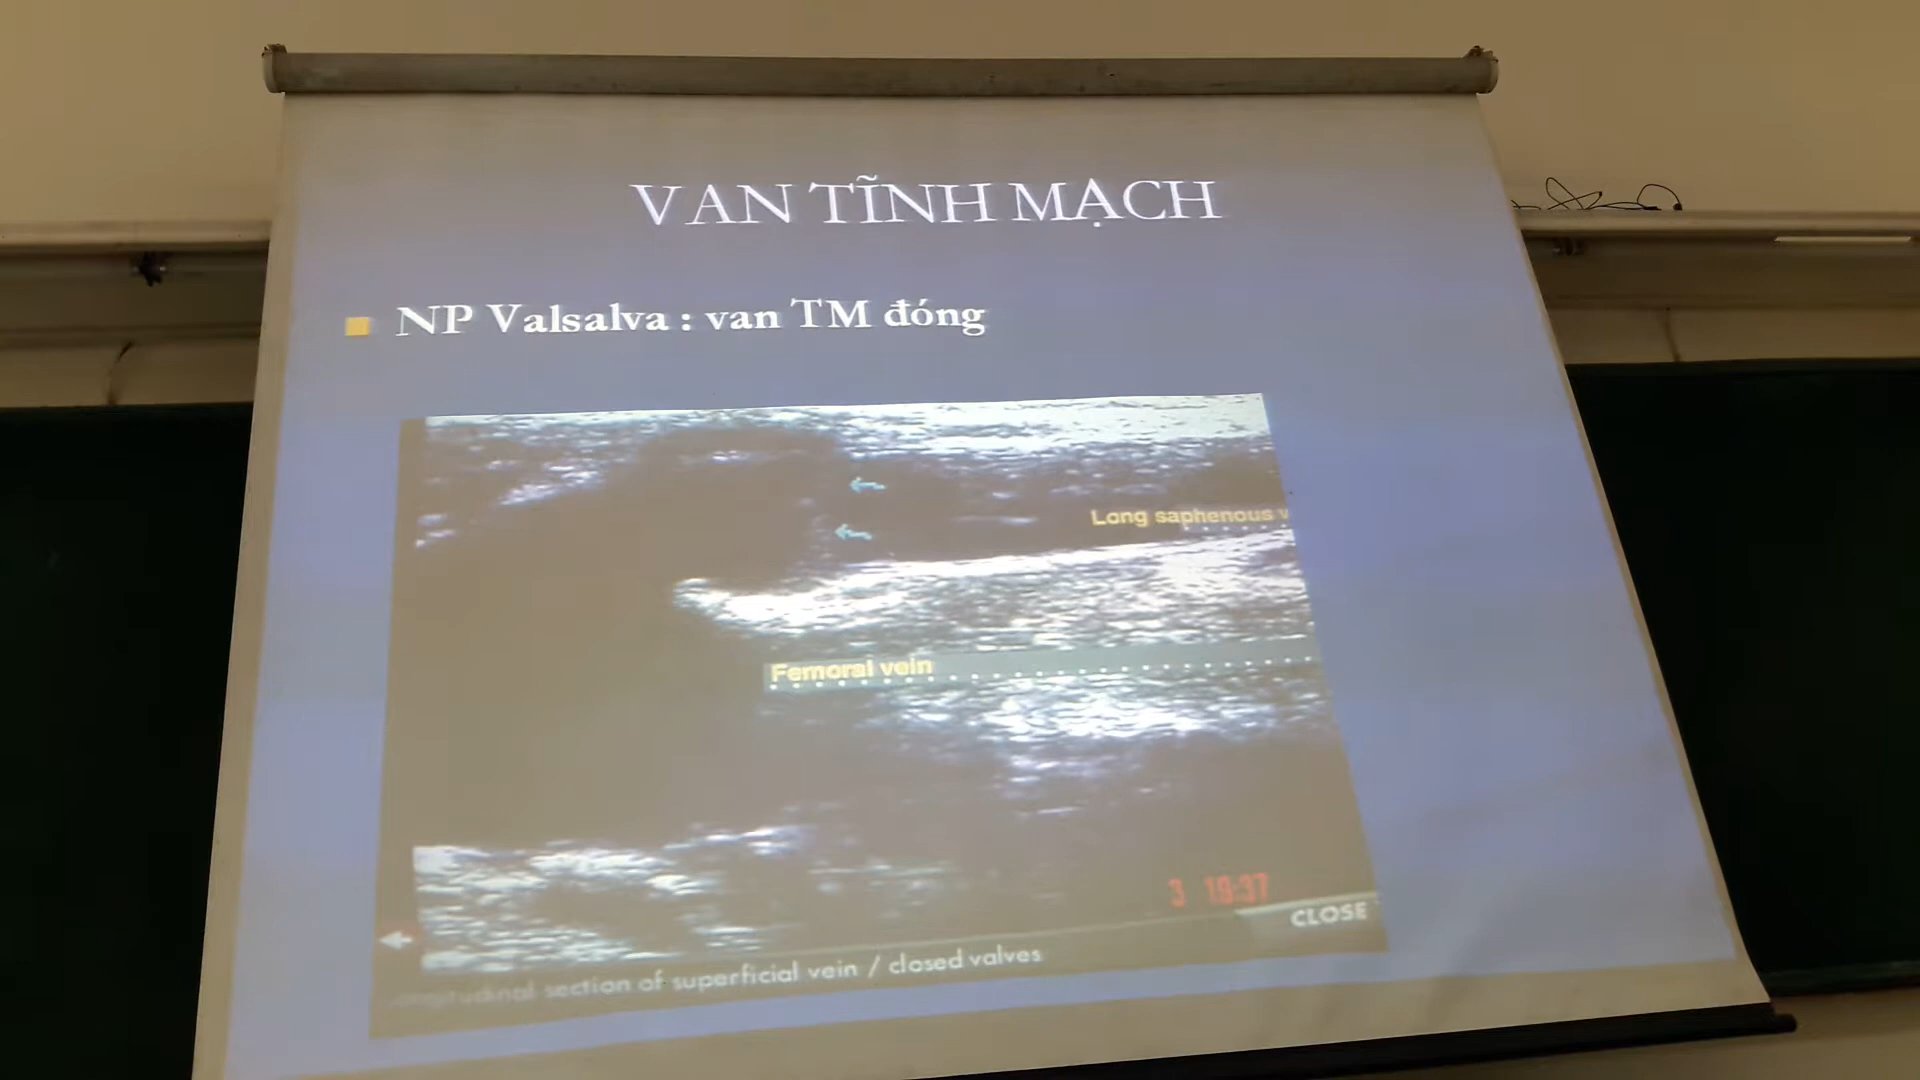 VAN TĨNH MẠCH
NP Valsalva : van TM đóng
Long saphenous v
Femoral vein
3 19:37
CLOSE
section of superficial vein / closed valves